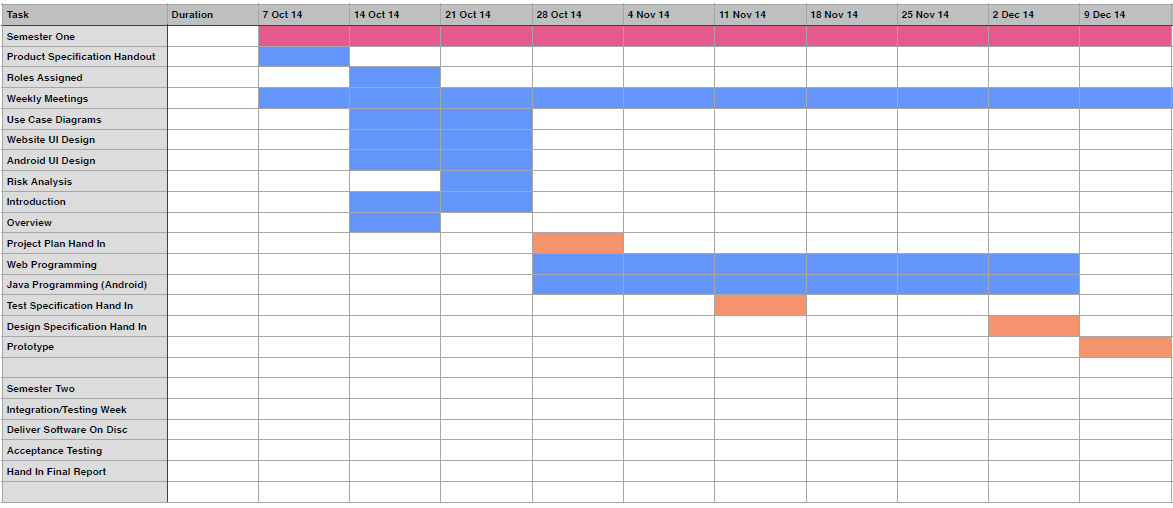 Task Duration 7 Oct 14 14 Oct 14 21 Oct 14 28 Oct 14 4 Nov 14 11 Nov 14 18 Nov 14 25 Nov 14 2 Dec 14 9 Dec 14
Semester One
Product Specification Handout
Roles Assigned
Weekly Meetings
Use Case Diagrams
Website UI Design
Android UI Design
Risk Analysis
Introduction
Overview
Project Plan Hand In
Web Programming
Java Programming (Android)
Test Specification Hand In
Design Specification Hand In
Prototype
Semester Two
Integration/Testing Week
Deliver Software On Disc
Acceptance Testing
Hand In Final Report